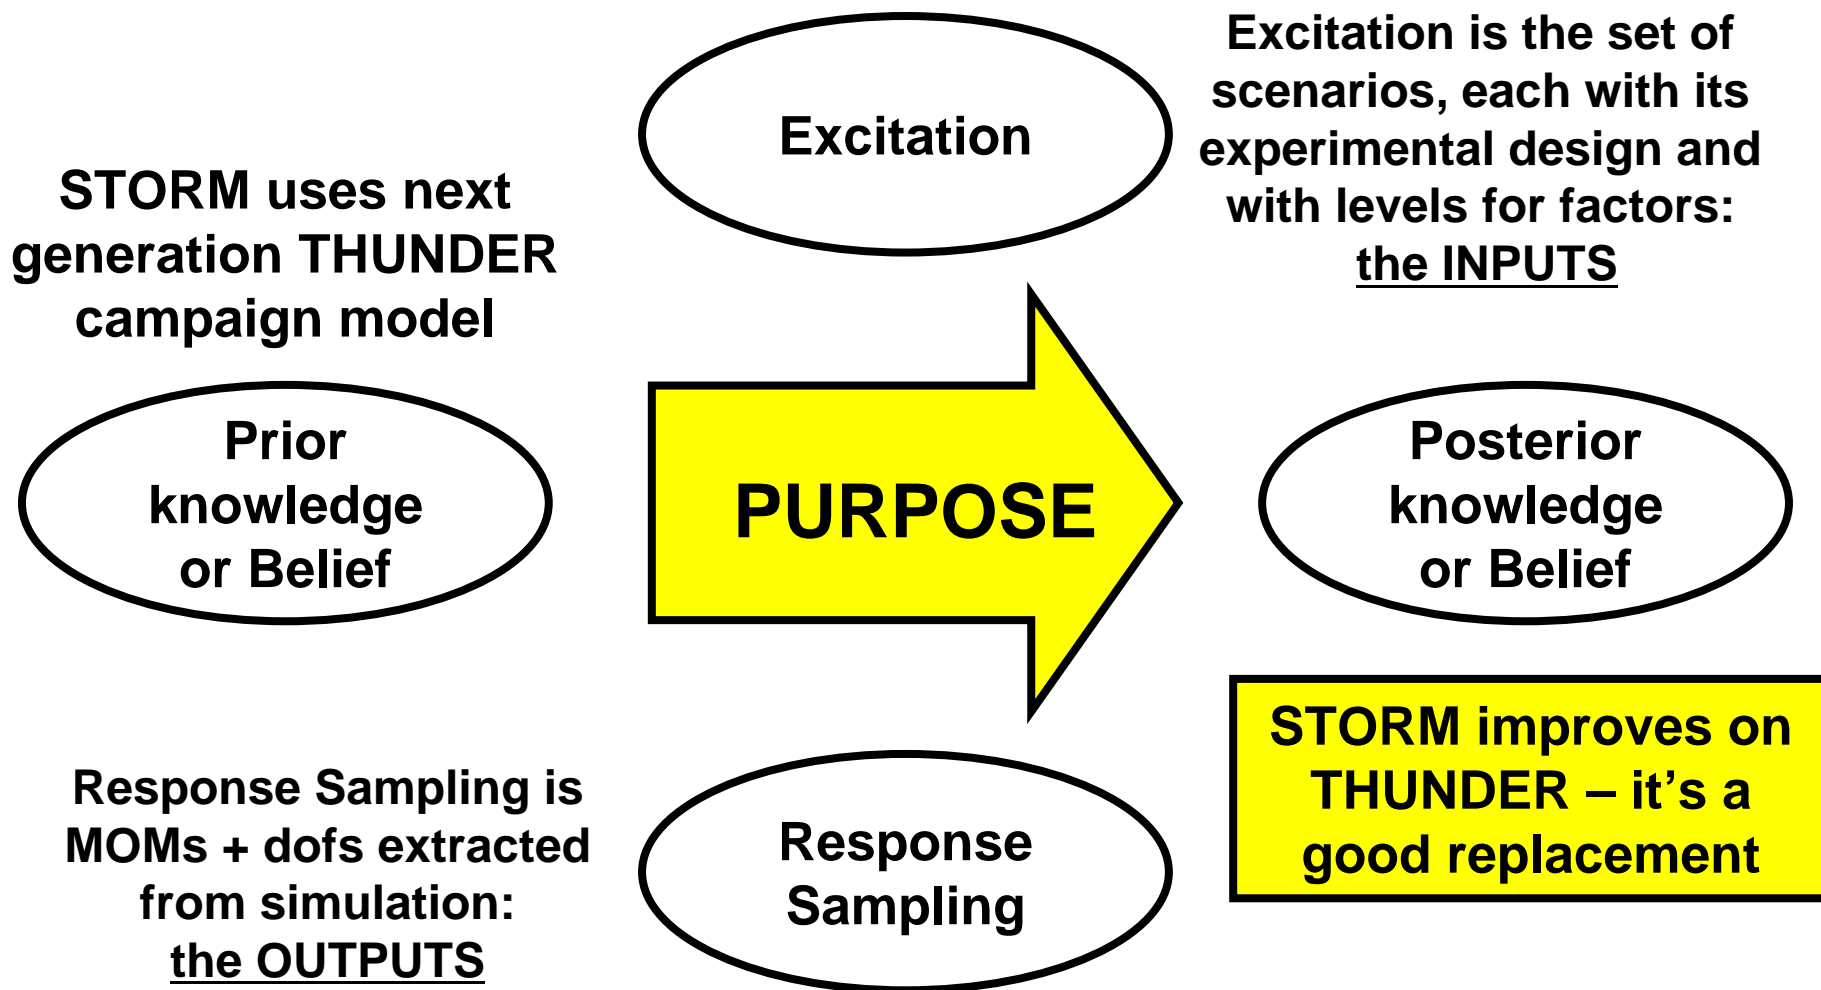 Excitation
Excitation is the set of
scenarios, each with its
experimental design and
with levels for factors:
the INPUTS
STORM uses next
generation THUNDER
campaign model
Prior
knowledge
or Belief
PURPOSE
Posterior
knowledge
or Belief
STORM improves on
THUNDER – it’s a
good replacement
Response Sampling is
MOMs + dofs extracted
from simulation:
the OUTPUTS
Response
Sampling